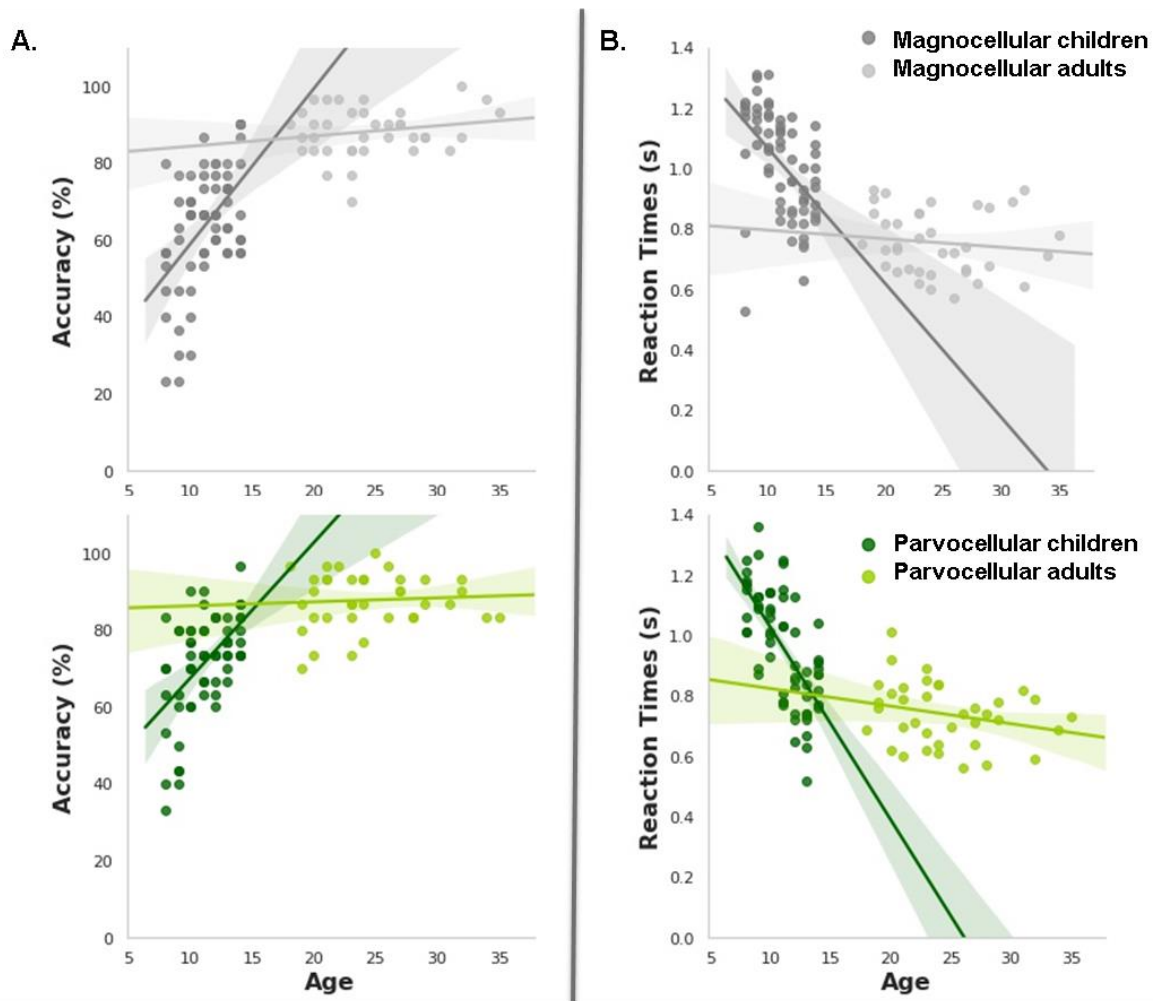 A.
100
80
60
40
20
0
Accuracy (%)
5 10 15 20 25 30 35
100
80
60
40
20
0
Accuracy (%)
5 10 15 20 25 30 35
Age
B.
Magnocellular children
Magnocellular adults
1.4
1.2
1.0
0.8
0.6
0.4
0.2
0.0
Reaction Times (s)
5 10 15 20 25 30 35
Parvocellular children
Parvocellular adults
1.4
1.2
1.0
0.8
0.6
0.4
0.2
0.0
Reaction Times (s)
5 10 15 20 25 30 35
Age